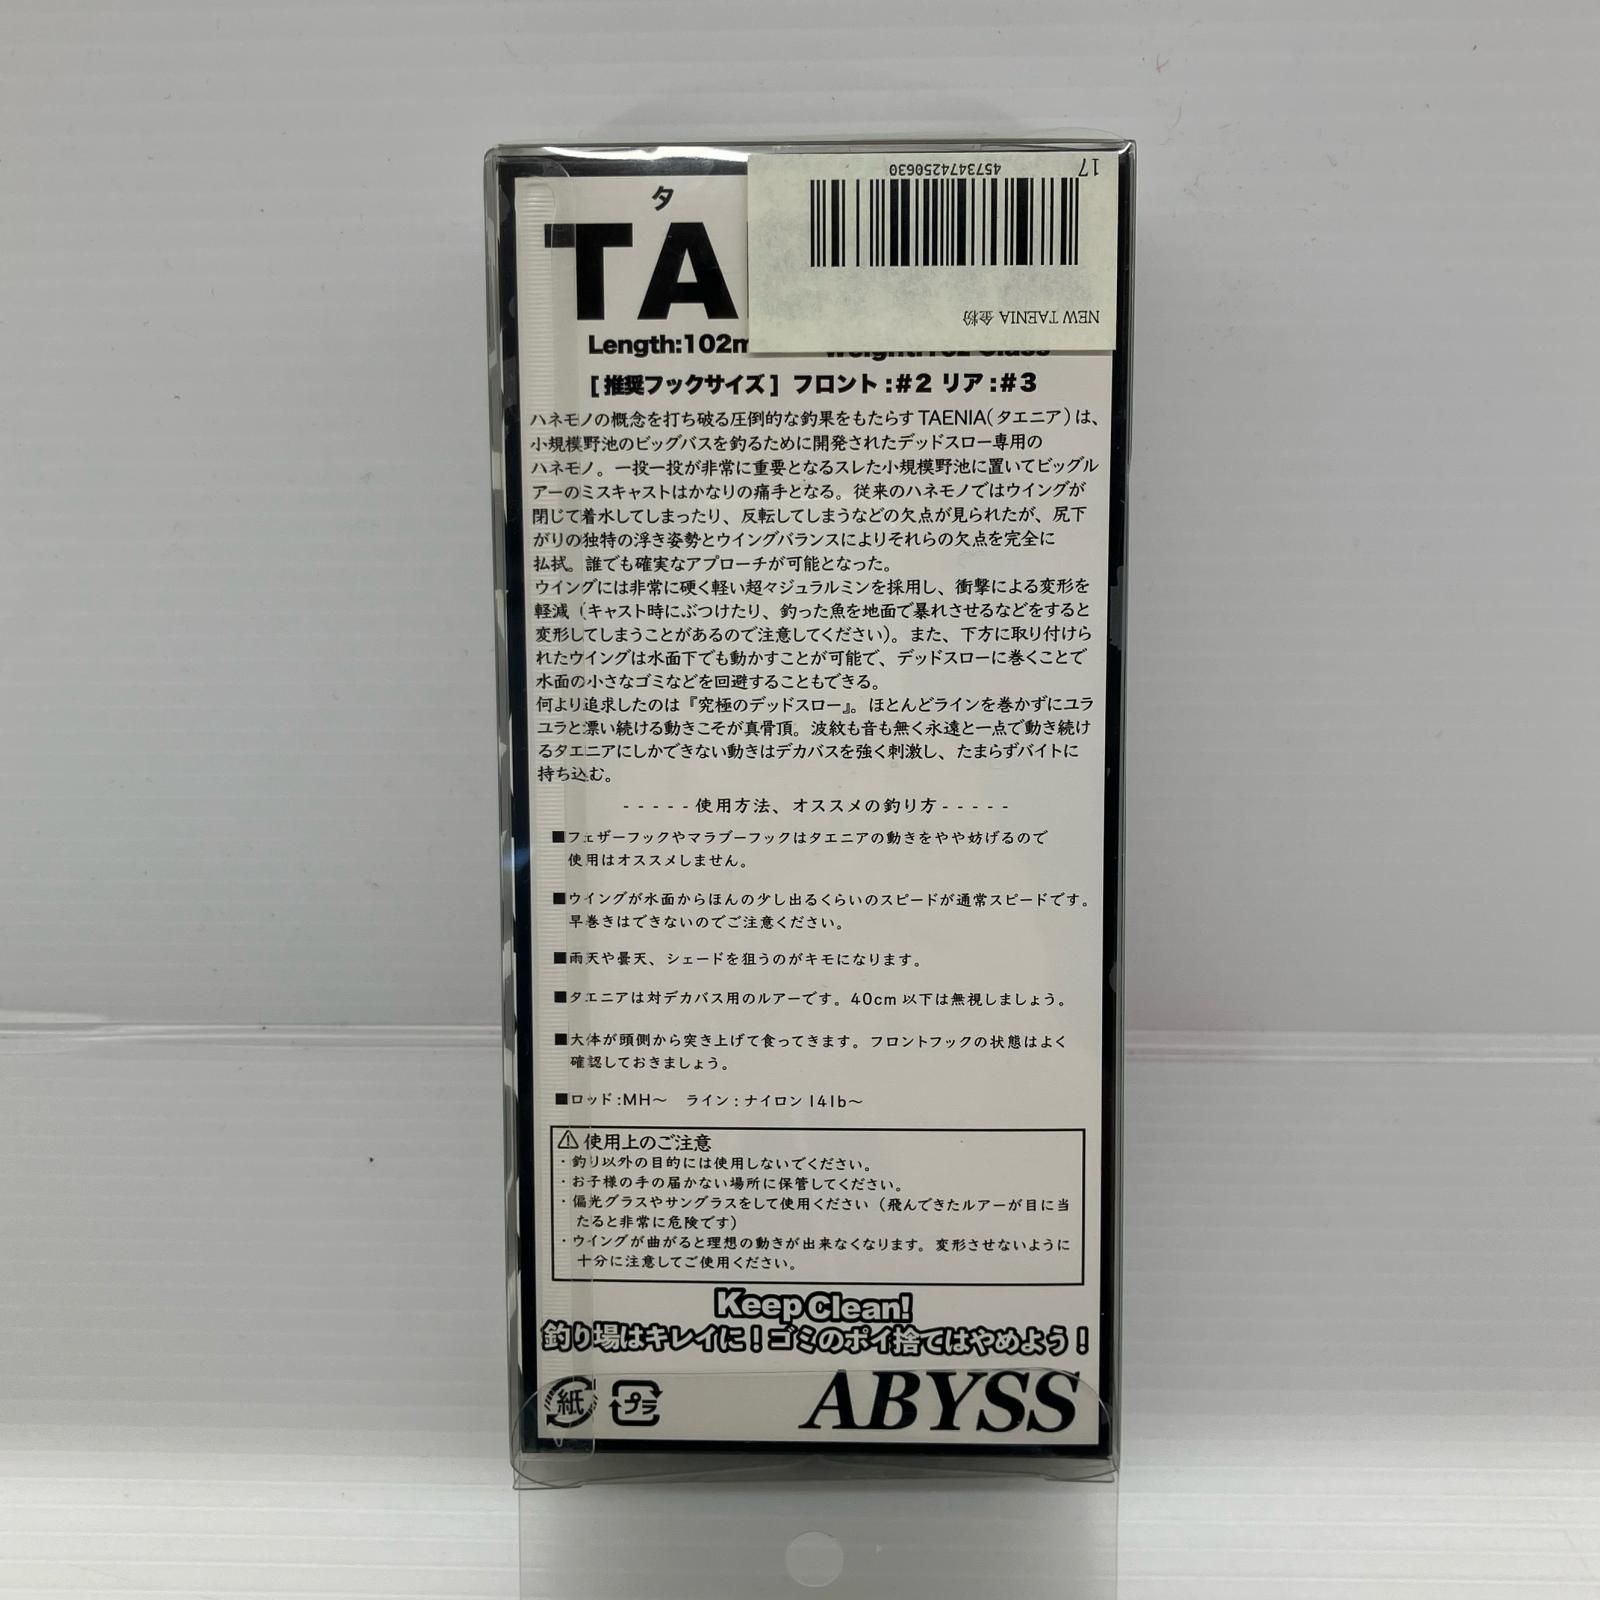 17
4573474250630
NEW TAENIA 金粉
タ
TA
Length:102m
Weight:1oz Class
[推奨フックサイズ] フロント:#2 リア:#3
ハネモノの概念を打ち破る圧倒的な釣果をもたらすTAENIA(タエニア)は、
小規模野池のビッグバスを釣るために開発されたデッドスロー専用の
ハネモノ。一投一投が非常に重要となるスレた小規模野池に置いてビッグル
アーのミスキャストはかなりの痛手となる。従来のハネモノではウイングが
閉じて着水してしまったり、反転してしまうなどの欠点が見られたが、尻下
がりの独特の浮き姿勢とウイングバランスによりそれらの欠点を完全に
払拭。誰でも確実なアプローチが可能となった。
ウイングには非常に硬く軽い超々ジュラルミンを採用し、衝撃による変形を
軽減(キャスト時にぶつけたり、釣った魚を地面で暴れさせるなどをすると
変形してしまうことがあるので注意してください)。また、下方に取り付けら
れたウイングは水面下でも動かすことが可能で、デッドスローに巻くことで
水面の小さなゴミなどを回避することもできる。
何より追求したのは『究極のデッドスロー』。ほとんどラインを巻かずにユラ
ユラと漂い続ける動きこそが真骨頂。波紋も音も無く永遠と一点で動き続け
るタエニアにしかできない動きはデカバスを強く刺激し、たまらずバイトに
持ち込む。
-----使用方法、オススメの釣り方-----
■フェザーフックやマラブーフックはタエニアの動きをやや妨げるので
使用はオススメしません。
■ウイングが水面からほんの少し出るくらいのスピードが通常スピードです。
早巻きはできないのでご注意ください。
■雨天や曇天、シェードを狙うのがキモになります。
■タエニアは対デカバス用のルアーです。40cm以下は無視しましょう。
■大体が頭側から突き上げて食ってきます。フロントフックの状態はよく
確認しておきましょう。
■ロッド:MH〜 ライン:ナイロン14lb〜
⚠使用上のご注意
・釣り以外の目的には使用しないでください。
・お子様の手の届かない場所に保管してください。
・偏光グラスやサングラスをして使用ください(飛んできたルアーが目に当
たると非常に危険です)
・ウイングが曲がると理想の動きが出来なくなります。変形させないように
十分に注意してご使用ください。
Keep Clean!
釣り場はキレイに!ゴミのポイ捨てはやめよう!
紙 プラ ABYSS